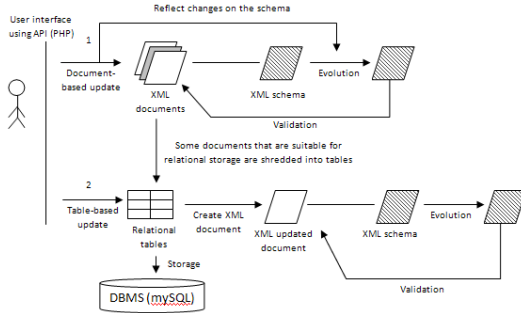 Reflect changes on the schema
User interface
using API (PHP)
1
Document-
based update
XML
documents
XML schema
Evolution
Validation
Some documents that are suitable for
relational storage are shredded into tables
2
Table-based
update
Relational
tables
Create XML
document
XML updated
document
XML schema
Evolution
Storage
Validation
DBMS (mySQL)